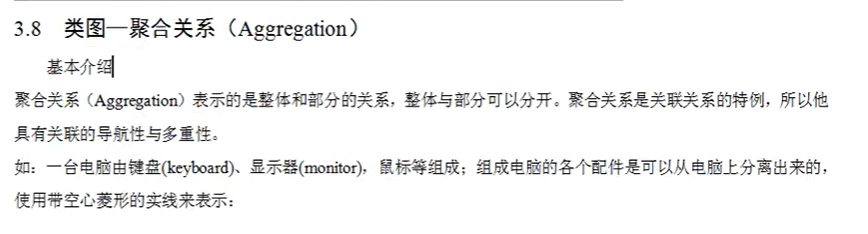 3.8 类图—聚合关系（Aggregation）
基本介绍
聚合关系（Aggregation）表示的是整体和部分的关系，整体与部分可以分开。聚合关系是关联关系的特例，所以他
具有关联的导航性与多重性。
如：一台电脑由键盘(keyboard)、显示器(monitor)，鼠标等组成；组成电脑的各个配件是可以从电脑上分离出来的，
使用带空心菱形的实线来表示：